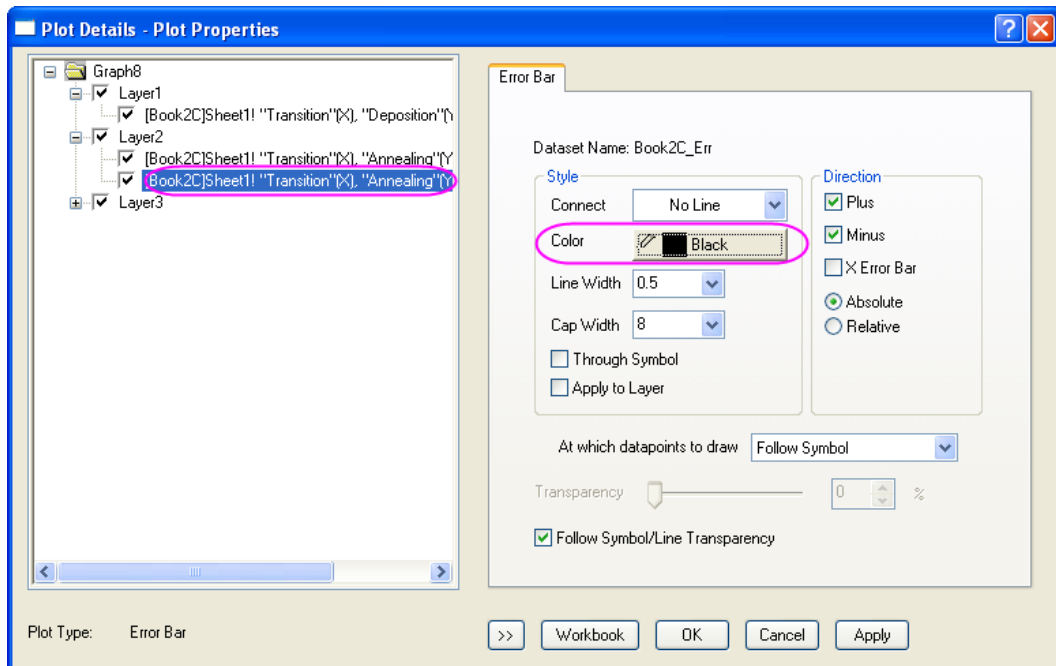 Plot Details - Plot Properties
Graph8
Layer1
[Book2C]Sheet1! "Transition"(X), "Deposition"(Y
Layer2
[Book2C]Sheet1! "Transition"(X), "Annealing"(Y
[Book2C]Sheet1! "Transition"(X), "Annealing"(Y
Layer3
Error Bar
Dataset Name: Book2C_Err
Style
Connect No Line
Color Black
Line Width 0.5
Cap Width 8
Through Symbol
Apply to Layer
Direction
Plus
Minus
X Error Bar
Absolute
Relative
At which datapoints to draw Follow Symbol
Transparency 0 %
Follow Symbol/Line Transparency
Plot Type: Error Bar
>> Workbook OK Cancel Apply